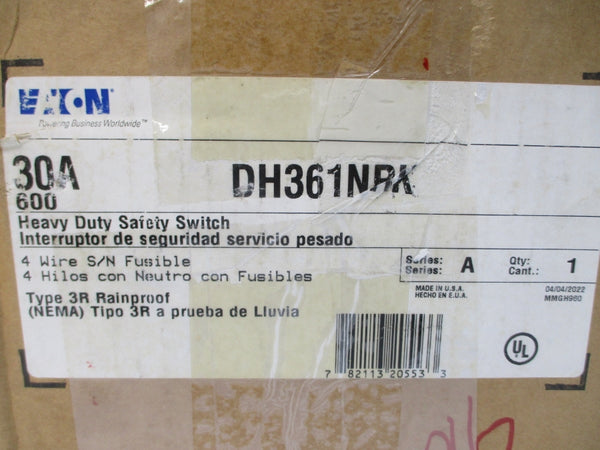 EATON
Powering Business Worldwide™
30A
600
DH361NRK
Heavy Duty Safety Switch
Interruptor de seguridad servicio pesado
4 Wire S/N Fusible
4 Hilos con Neutro con Fusibles
Series: A
Series:
Qty: 1
Cant.:
Type 3R Rainproof
(NEMA) Tipo 3R a prueba de Lluvia
MADE IN U.S.A.
HECHO EN E.U.A.
04/04/2022
MMGH960
UL
7 82113 20553 3